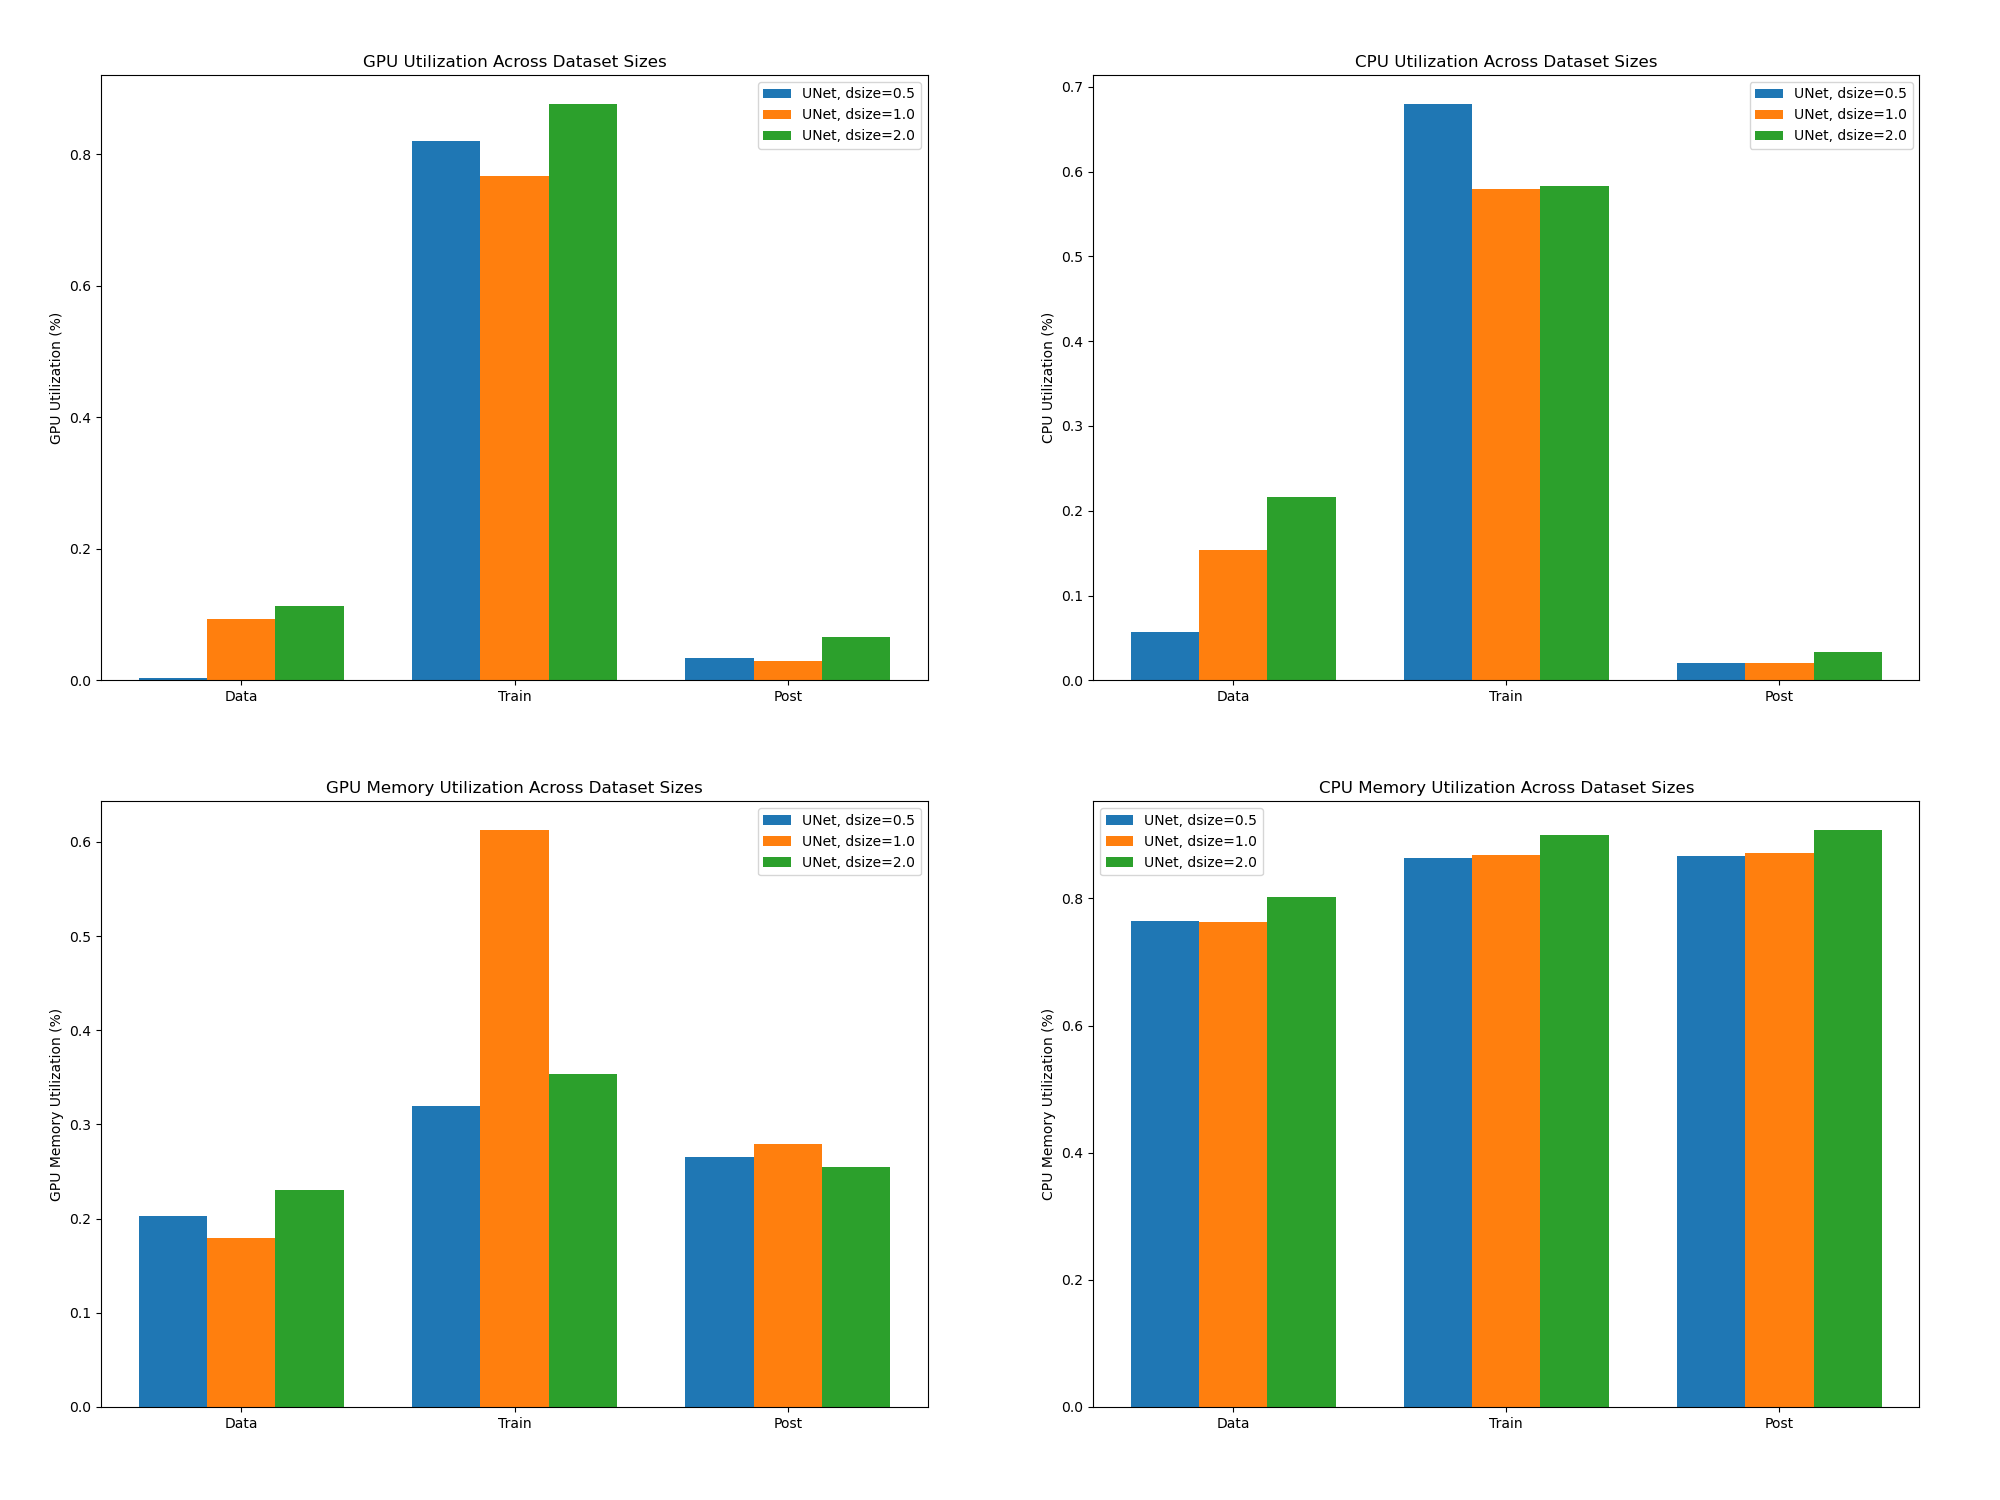 GPU Utilization Across Dataset Sizes
GPU Utilization (%)
0.8
0.6
0.4
0.2
0.0
Data
Train
Post
UNet, dsize=0.5
UNet, dsize=1.0
UNet, dsize=2.0
CPU Utilization Across Dataset Sizes
CPU Utilization (%)
0.7
0.6
0.5
0.4
0.3
0.2
0.1
0.0
Data
Train
Post
UNet, dsize=0.5
UNet, dsize=1.0
UNet, dsize=2.0
GPU Memory Utilization Across Dataset Sizes
GPU Memory Utilization (%)
0.6
0.5
0.4
0.3
0.2
0.1
0.0
Data
Train
Post
UNet, dsize=0.5
UNet, dsize=1.0
UNet, dsize=2.0
CPU Memory Utilization Across Dataset Sizes
CPU Memory Utilization (%)
0.8
0.6
0.4
0.2
0.0
Data
Train
Post
UNet, dsize=0.5
UNet, dsize=1.0
UNet, dsize=2.0